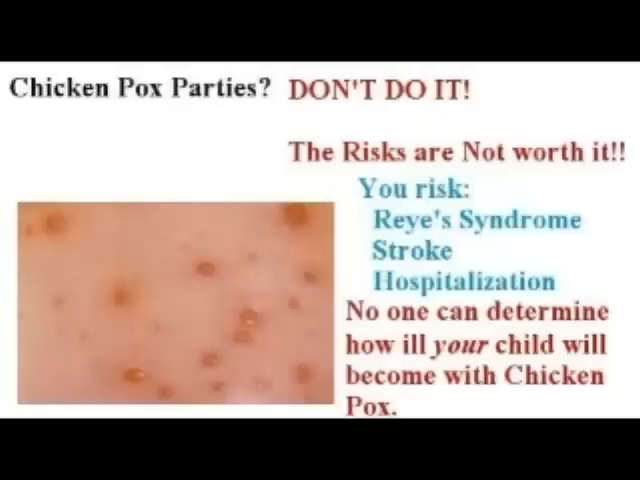 Chicken Pox Parties? DON'T DO IT!
The Risks are Not worth it!!
You risk:
Reye's Syndrome
Stroke
Hospitalization
No one can determine
how ill your child will
become with Chicken
Pox.